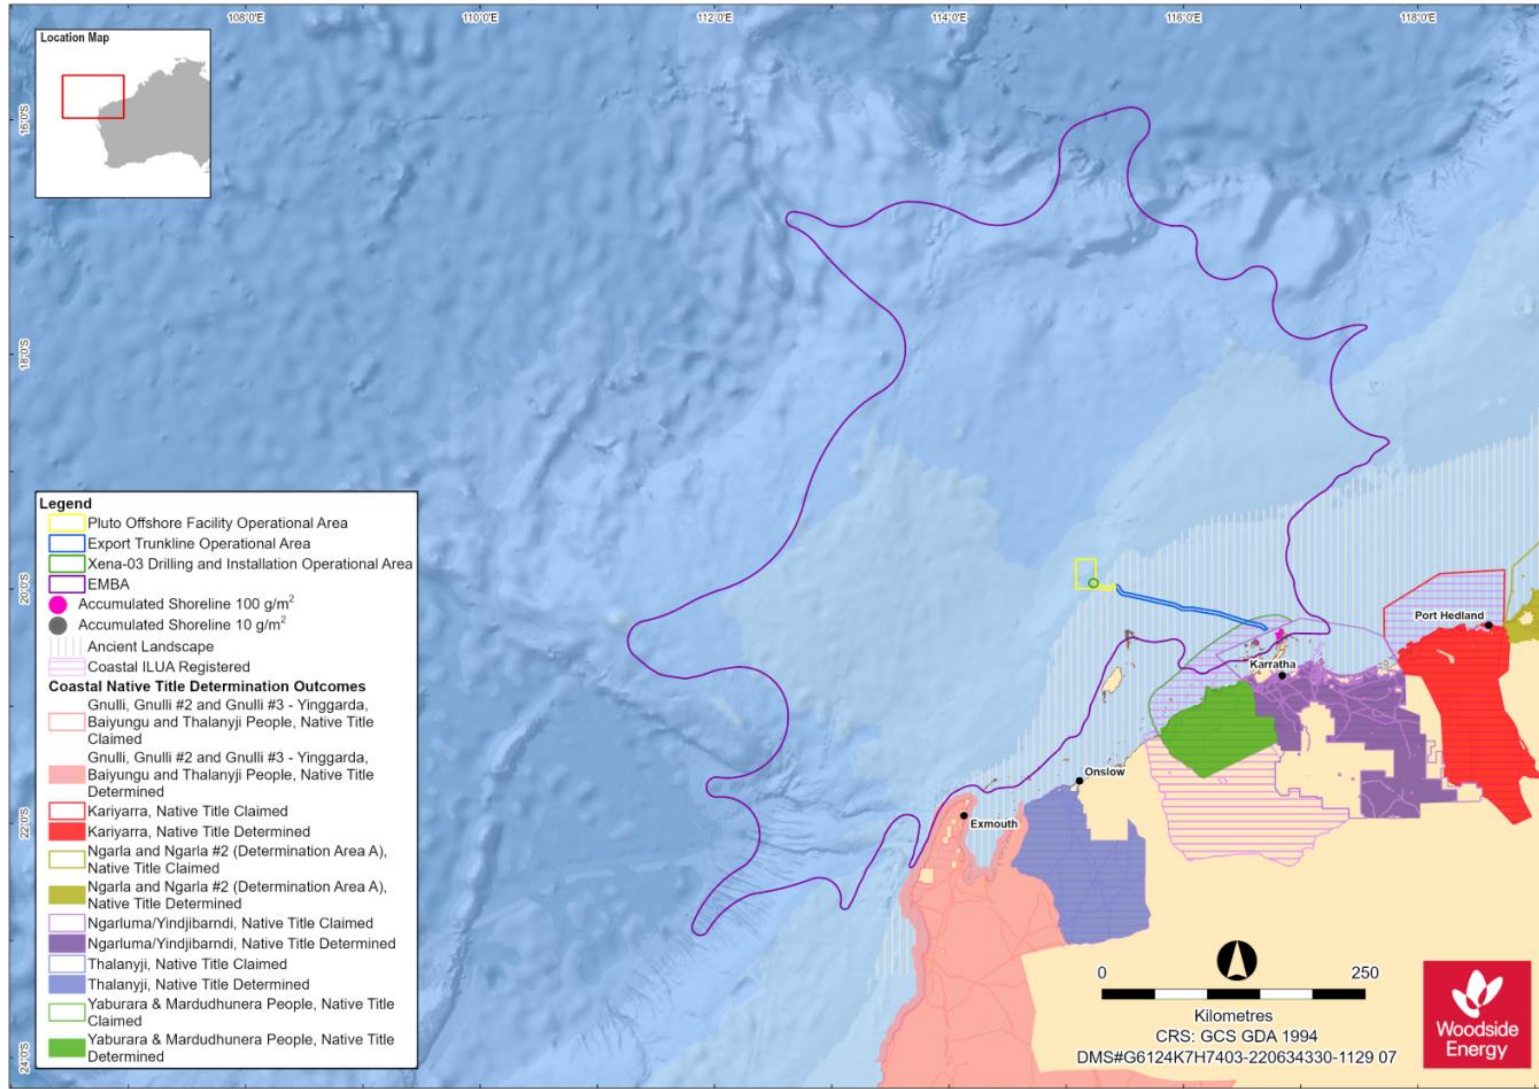 108°0'E
110°0'E
112°0'E
114°0'E
116°0'E
118°0'E
Location Map
16°0'S
18°0'S
20°0'S
22°0'S
24°0'S
Port Hedland
Karratha
Onslow
Exmouth
Legend
Pluto Offshore Facility Operational Area
Export Trunkline Operational Area
Xena-03 Drilling and Installation Operational Area
EMBA
Accumulated Shoreline 100 g/m²
Accumulated Shoreline 10 g/m²
Ancient Landscape
Coastal ILUA Registered
Coastal Native Title Determination Outcomes
Gnulli, Gnulli #2 and Gnulli #3 - Yinggarda,
Baiyungu and Thalanyji People, Native Title
Claimed
Gnulli, Gnulli #2 and Gnulli #3 - Yinggarda,
Baiyungu and Thalanyji People, Native Title
Determined
Kariyarra, Native Title Claimed
Kariyarra, Native Title Determined
Ngarla and Ngarla #2 (Determination Area A),
Native Title Claimed
Ngarla and Ngarla #2 (Determination Area A),
Native Title Determined
Ngarluma/Yindjibarndi, Native Title Claimed
Ngarluma/Yindjibarndi, Native Title Determined
Thalanyji, Native Title Claimed
Thalanyji, Native Title Determined
Yaburara & Mardudhunera People, Native Title
Claimed
Yaburara & Mardudhunera People, Native Title
Determined
0 250
Kilometres
CRS: GCS GDA 1994
DMS#G6124K7H7403-220634330-1129 07
Woodside
Energy